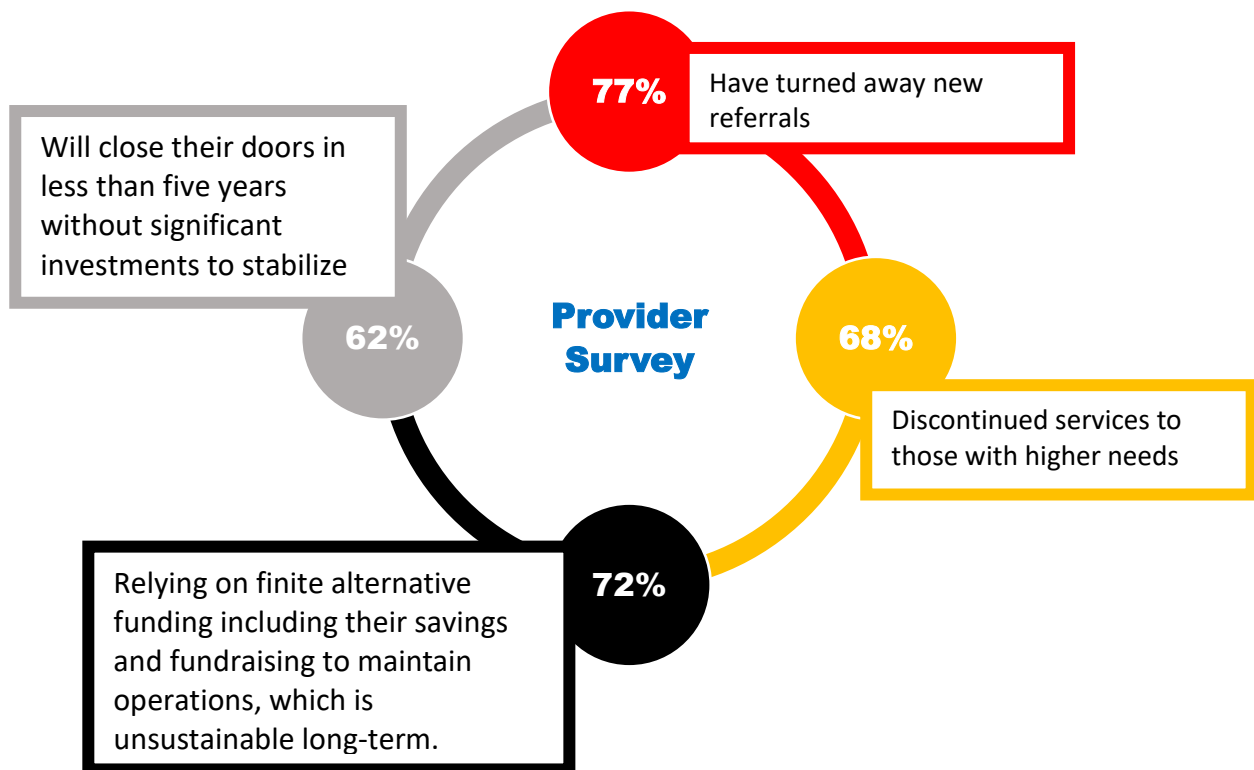 77%
Have turned away new
referrals
Will close their doors in
less than five years
without significant
investments to stabilize
62%
Provider
Survey
68%
Discontinued services to
those with higher needs
72%
Relying on finite alternative
funding including their savings
and fundraising to maintain
operations, which is
unsustainable long-term.